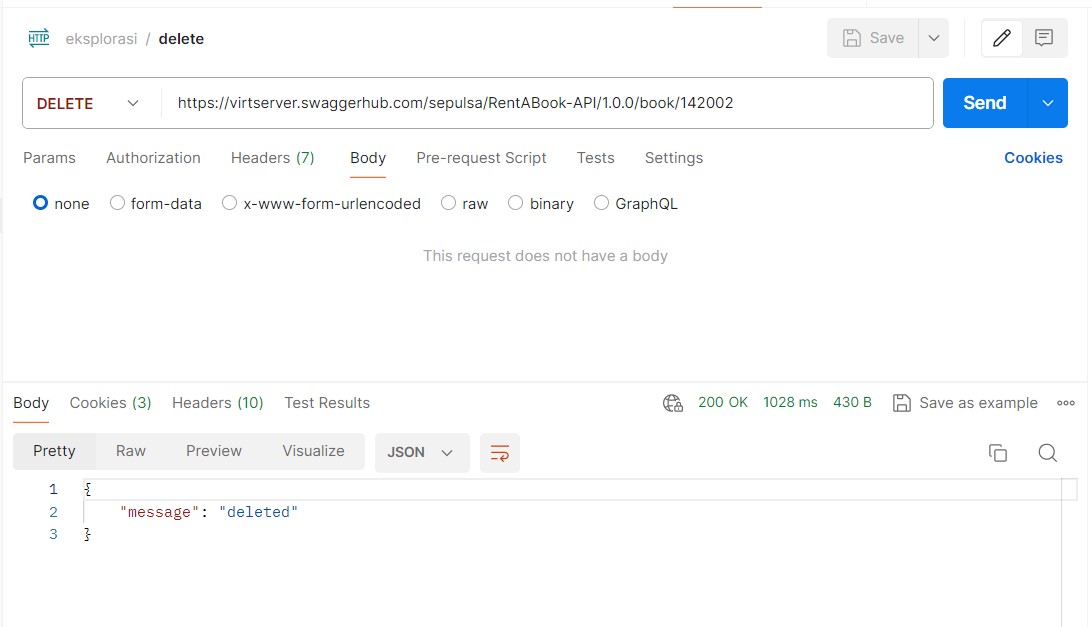 HTTP eksplorasi / delete Save
DELETE https://virtserver.swaggerhub.com/sepulsa/RentABook-API/1.0.0/book/142002 Send
Params Authorization Headers (7) Body Pre-request Script Tests Settings Cookies
none form-data x-www-form-urlencoded raw binary GraphQL
This request does not have a body
Body Cookies (3) Headers (10) Test Results 200 OK 1028 ms 430 B Save as example
Pretty Raw Preview Visualize JSON
1 {
2 "message": "deleted"
3 }